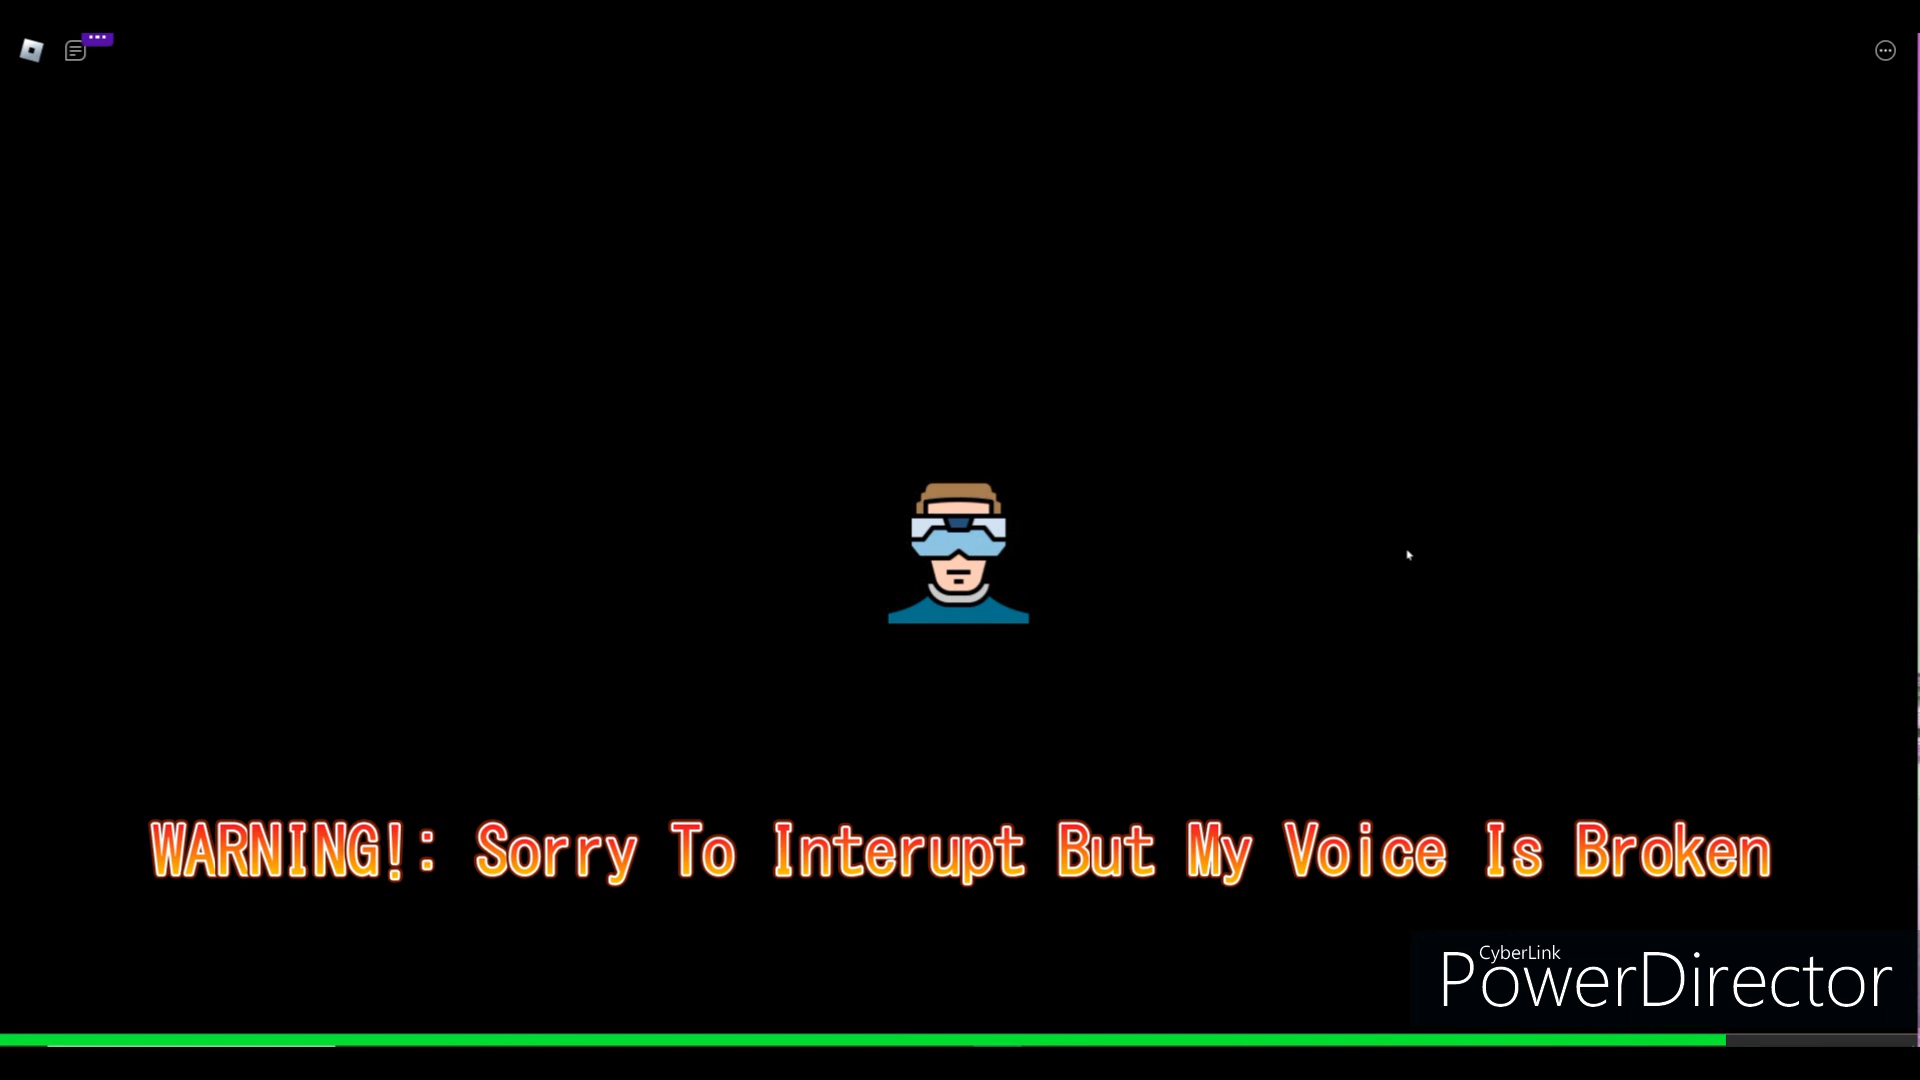 WARNING!: Sorry To Interupt But My Voice Is Broken
CyberLink
PowerDirector